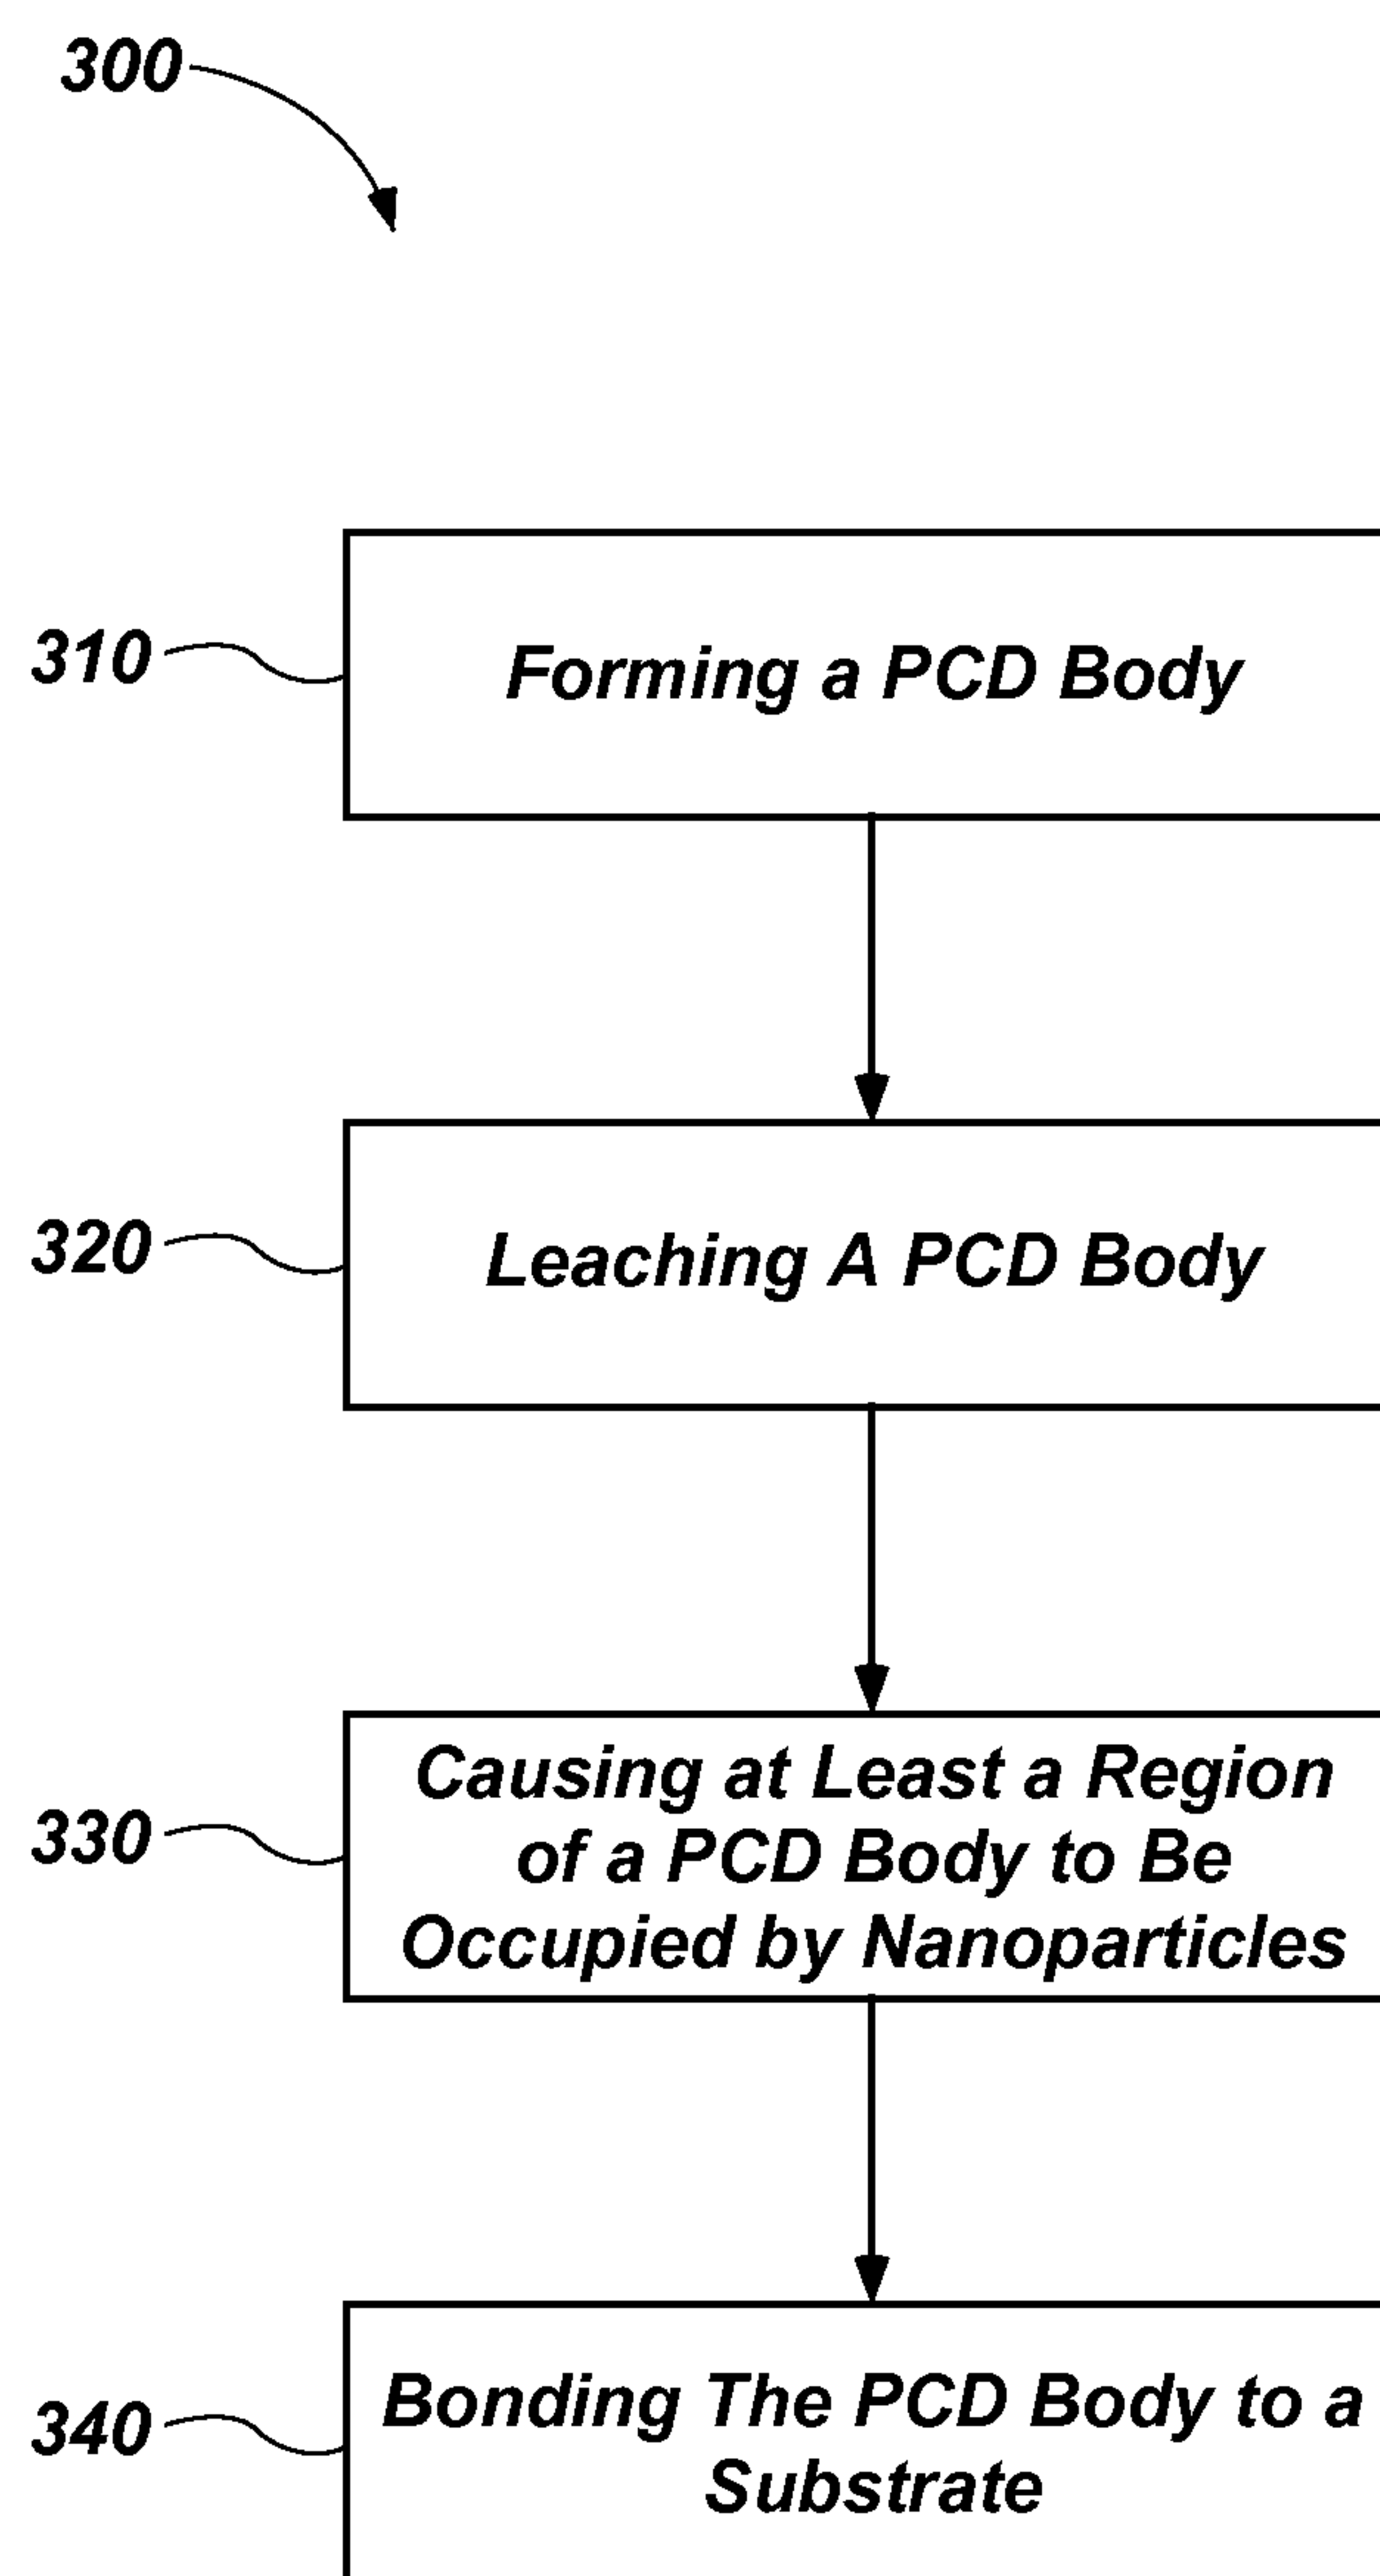 300
310
Forming a PCD Body
320
Leaching A PCD Body
330
Causing at Least a Region
of a PCD Body to Be
Occupied by Nanoparticles
340
Bonding The PCD Body to a
Substrate